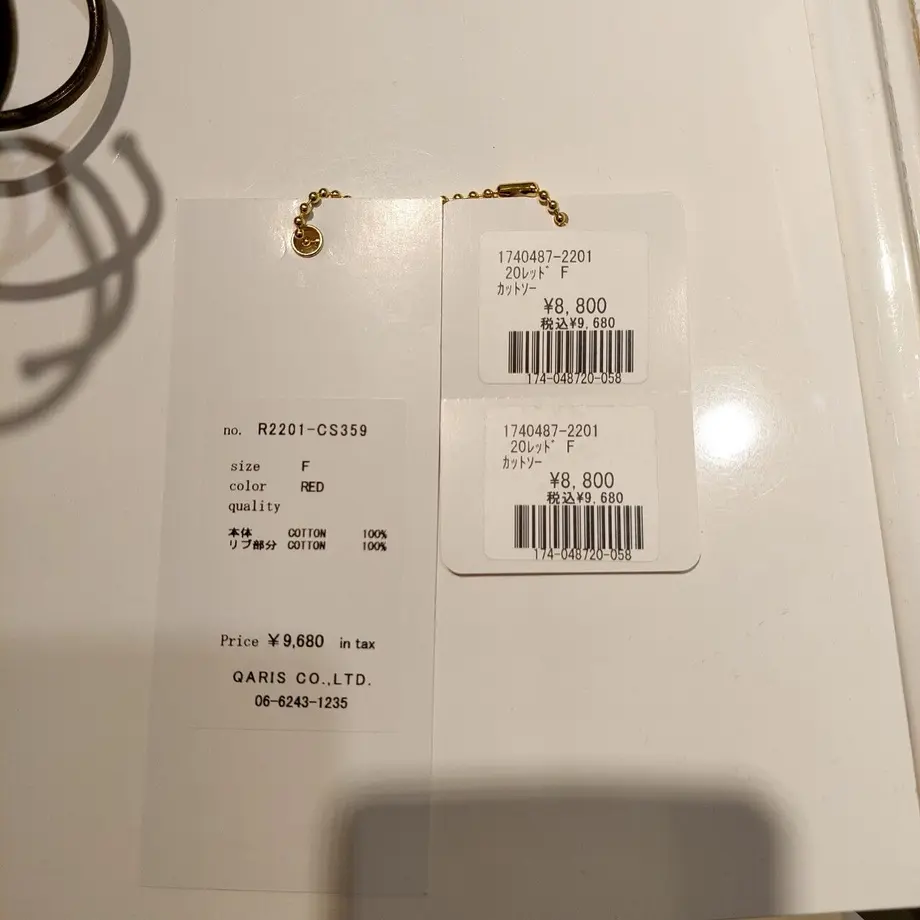 no. R2201-CS359
size F
color RED
quality
本体 COTTON 100%
リブ部分 COTTON 100%
Price ¥9,680 in tax
QARIS CO.,LTD.
06-6243-1235
1740487-2201
20レッド F
カットソー
¥8,800
税込¥9,680
174-048720-058
1740487-2201
20レッド F
カットソー
¥8,800
税込¥9,680
174-048720-058